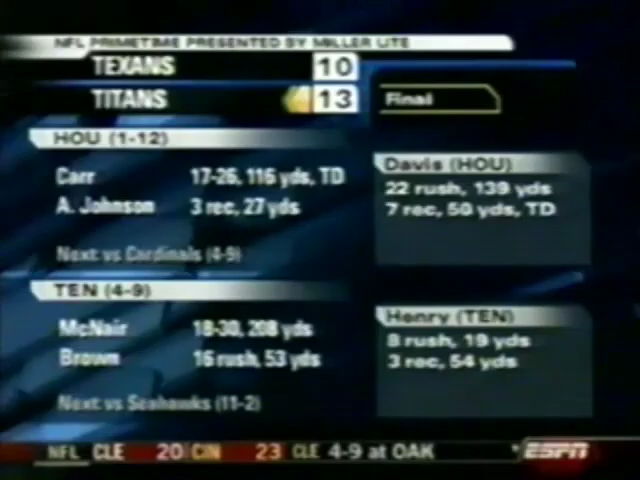 NFL PRIMETIME PRESENTED BY MILLER LITE
TEXANS 10
TITANS 13
Final
HOU (1-12)
Carr 17-26, 116 yds, TD
A. Johnson 3 rec, 27 yds
Next vs Cardinals (4-9)
Davis (HOU)
22 rush, 139 yds
7 rec, 50 yds, TD
TEN (4-9)
McNair 18-30, 208 yds
Brown 16 rush, 53 yds
Next vs Seahawks (11-2)
Henry (TEN)
8 rush, 19 yds
3 rec, 54 yds
NFL CLE 20 CIN 23 CLE 4-9 at OAK ESPN